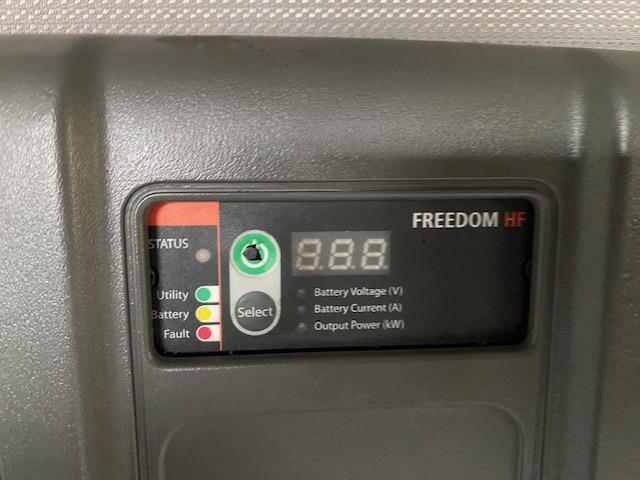 FREEDOM HF
STATUS
8.8.8
Utility
Battery
Fault
Select
Battery Voltage (V)
Battery Current (A)
Output Power (kW)